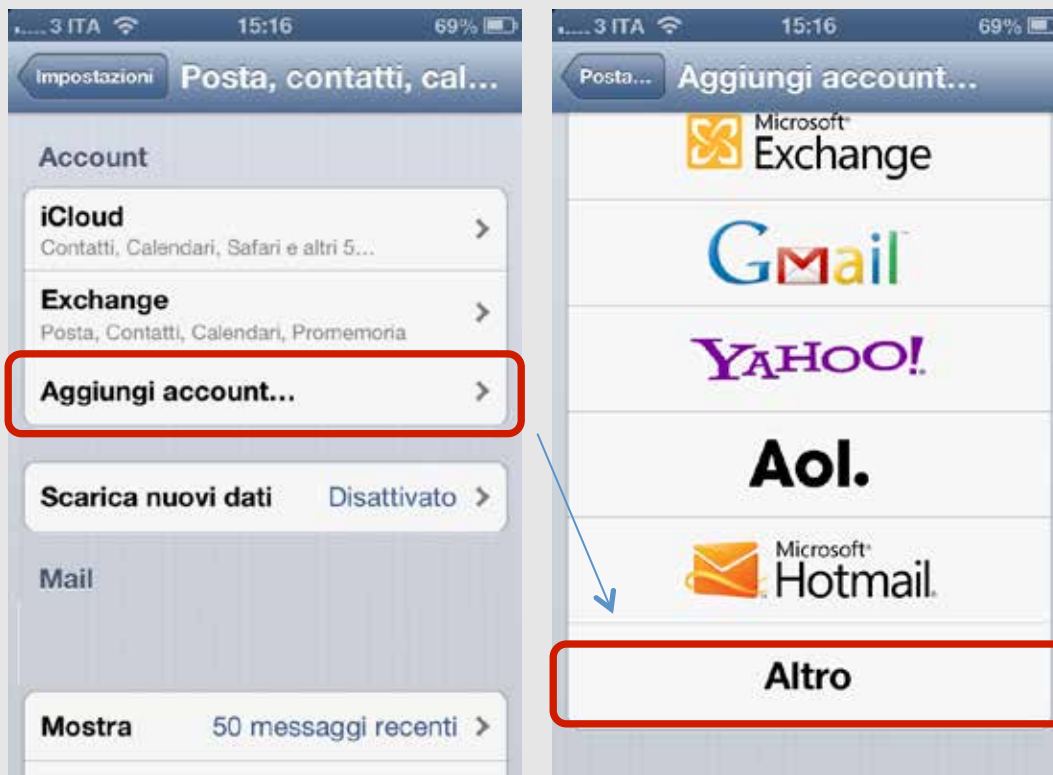 .....3 ITA 15:16 69%
Impostazioni Posta, contatti, cal...
Account
iCloud
Contatti, Calendari, Safari e altri 5...
Exchange
Posta, Contatti, Calendari, Promemoria
Aggiungi account...
Scarica nuovi dati Disattivato
Mail
Mostra 50 messaggi recenti
.....3 ITA 15:16 69%
Posta... Aggiungi account...
Microsoft
Exchange
Gmail
YAHOO!
Aol.
Microsoft
Hotmail
Altro